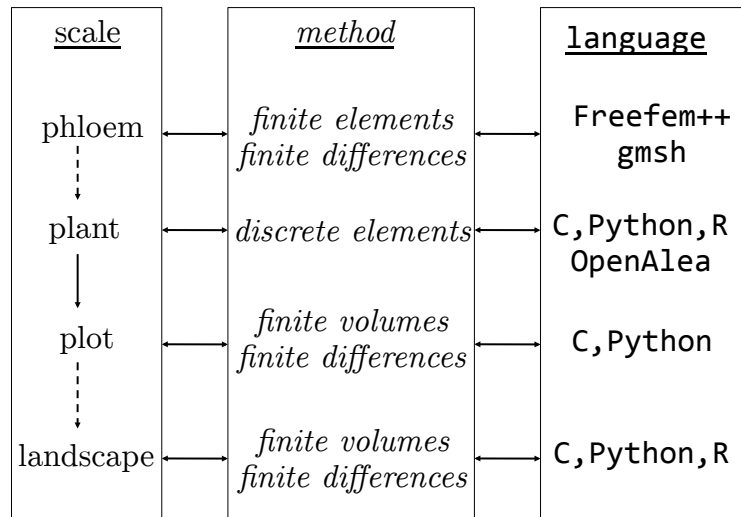 scale
phloem
plant
plot
landscape
method
finite elements
finite differences
discrete elements
finite volumes
finite differences
finite volumes
finite differences
language
Freefem++
gmsh
C,Python,R
OpenAlea
C,Python
C,Python,R